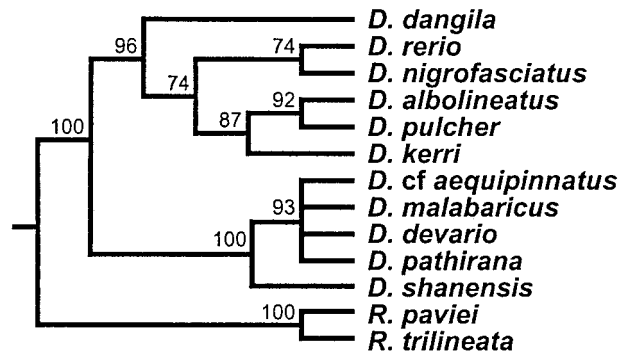 D. dangila
96
D. rerio
74
D. nigrofasciatus
74
D. albolineatus
92
87
D. pulcher
100
D. kerri
D. cf aequipinnatus
93
D. malabaricus
D. devario
100
D. pathirana
D. shanensis
100
R. paviei
R. trilineata